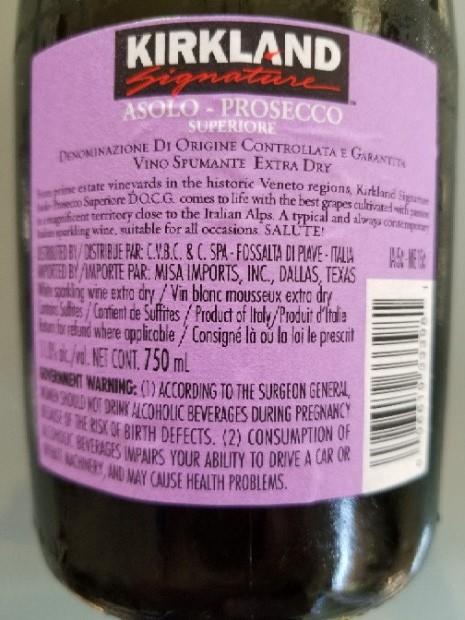 KIRKLAND
Signature
ASOLO - PROSECCO
SUPERIORE
DENOMINAZIONE DI ORIGINE CONTROLLATA E GARANTITA
VINO SPUMANTE EXTRA DRY
From prime estate vineyards in the historic Veneto regions, Kirkland Signature
Asolo Prosecco Superiore D.O.C.G. comes to life with the best grapes cultivated with passion
in a magnificent territory close to the Italian Alps. A typical and always contemporary
Italian sparkling wine, suitable for all occasions. SALUTE!
DISTRIBUTED BY/DISTRIBUE PAR: C.V.B.C. & C. SPA - FOSSALTA DI PIAVE - ITALIA
IMPORTED BY/IMPORTE PAR: MISA IMPORTS, INC., DALLAS, TEXAS
IA5¢ - ME15¢
White sparkling wine extra dry / Vin blanc mousseux extra dry
Contains Sulfites / Contient de Sulfites / Product of Italy/Produit d'Italie
Return for refund where applicable / Consigné là où la loi le prescrit
alc./vol. NET CONT. 750 mL
GOVERNMENT WARNING: (1) ACCORDING TO THE SURGEON GENERAL,
WOMEN SHOULD NOT DRINK ALCOHOLIC BEVERAGES DURING PREGNANCY
BECAUSE OF THE RISK OF BIRTH DEFECTS. (2) CONSUMPTION OF
ALCOHOLIC BEVERAGES IMPAIRS YOUR ABILITY TO DRIVE A CAR OR
OPERATE MACHINERY, AND MAY CAUSE HEALTH PROBLEMS.